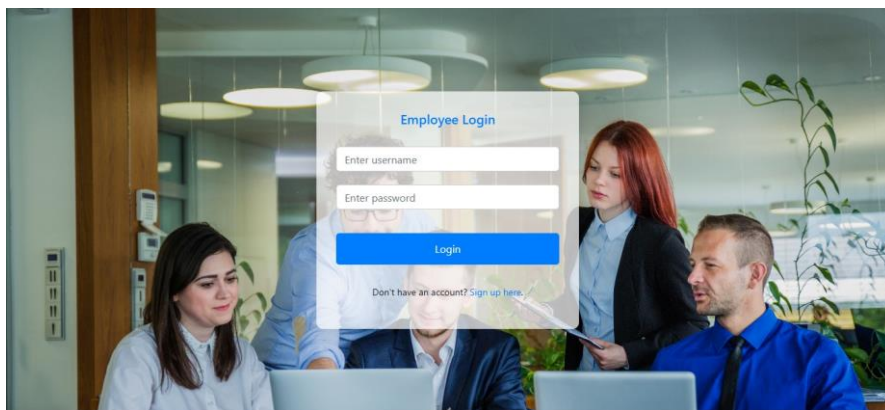 Employee Login
Enter username
Enter password
Login
Don't have an account? Sign up here.